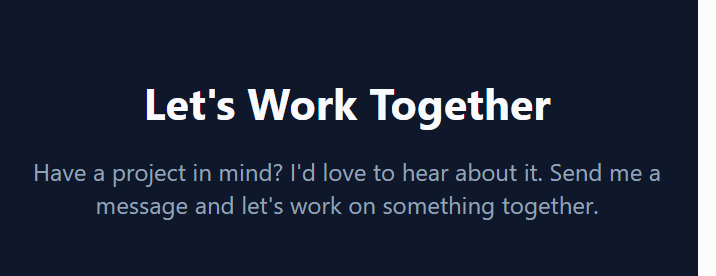 Let's Work Together
Have a project in mind? I'd love to hear about it. Send me a
message and let's work on something together.